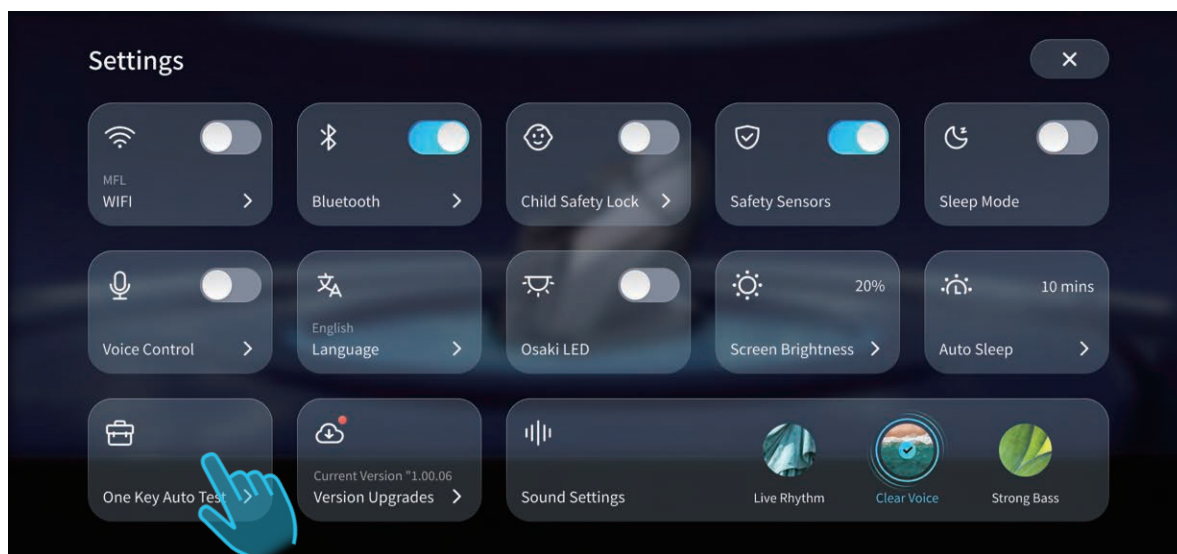 Settings
MFL
WIFI
Bluetooth
Child Safety Lock
Safety Sensors
Sleep Mode
Voice Control
English
Language
Osaki LED
20%
Screen Brightness
10 mins
Auto Sleep
One Key Auto Test
Current Version "1.00.06
Version Upgrades
Sound Settings
Live Rhythm
Clear Voice
Strong Bass